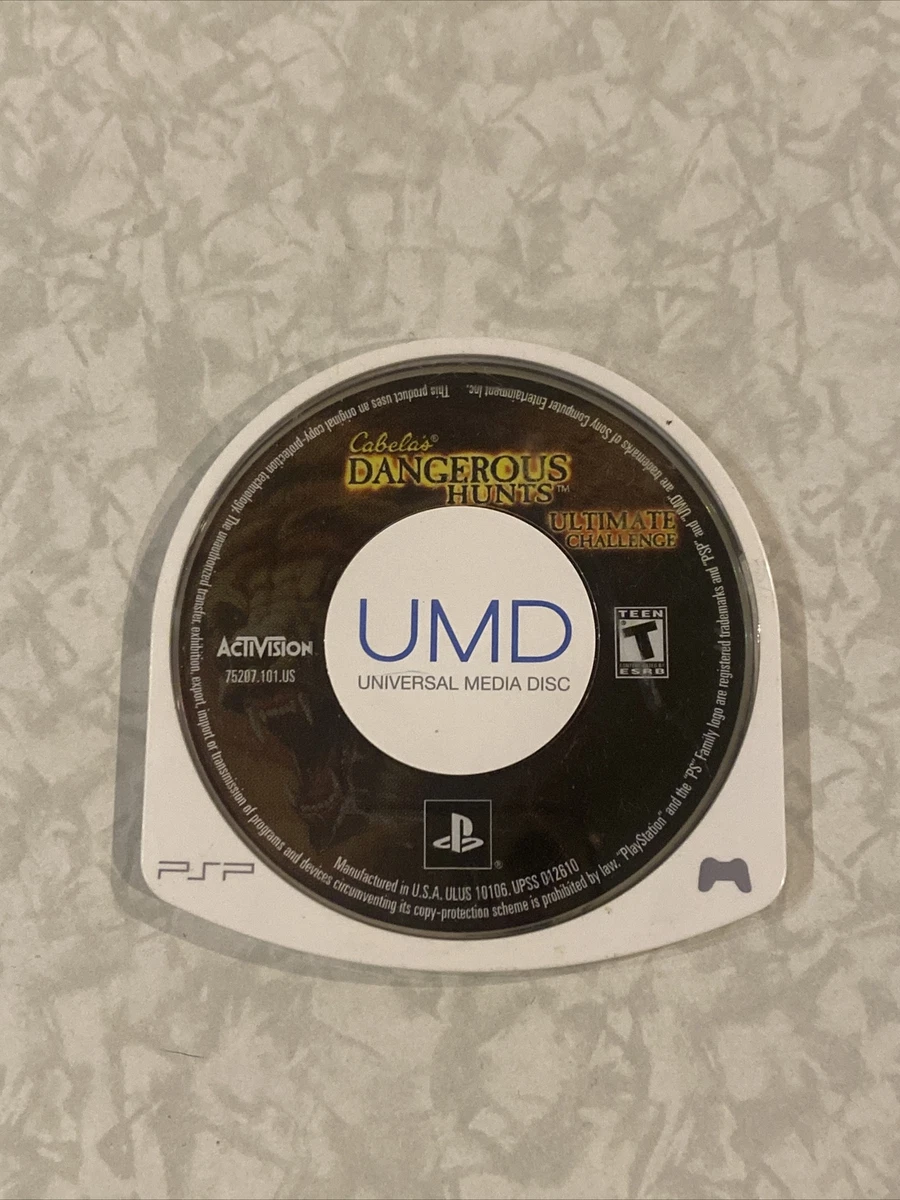 This product uses an original copy-protection technology. The unauthorized transfer, exhibition, export, import or transmission of programs and devices circumventing its copy-protection scheme is prohibited by law. "PlayStation" and the "PS" Family logo are registered trademarks and "PSP" and "UMD" are trademarks of Sony Computer Entertainment Inc.
Cabela's®
DANGEROUS
HUNTS™
ULTIMATE
CHALLENGE
ACTIVISION
75207.101.US
UMD
UNIVERSAL MEDIA DISC
TEEN
T
ESRB
®
Manufactured in U.S.A. ULUS 10106. UPSS 012610
PSP